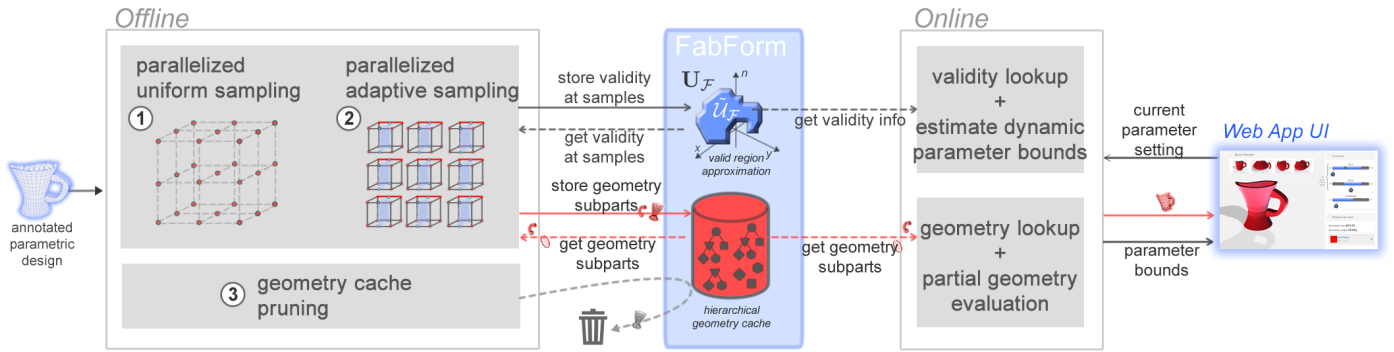 Offline
parallelized
uniform sampling
1
parallelized
adaptive sampling
2
3
geometry cache
pruning
annotated
parametric
design
store validity
at samples
get validity
at samples
store geometry
subparts
get geometry
subparts
FabForm
U_ℱ
n
Ũ_ℱ
x
y
valid region
approximation
hierarchical
geometry cache
get validity info
get geometry
subparts
Online
validity lookup
+
estimate dynamic
parameter bounds
geometry lookup
+
partial geometry
evaluation
current
parameter
setting
parameter
bounds
Web App UI